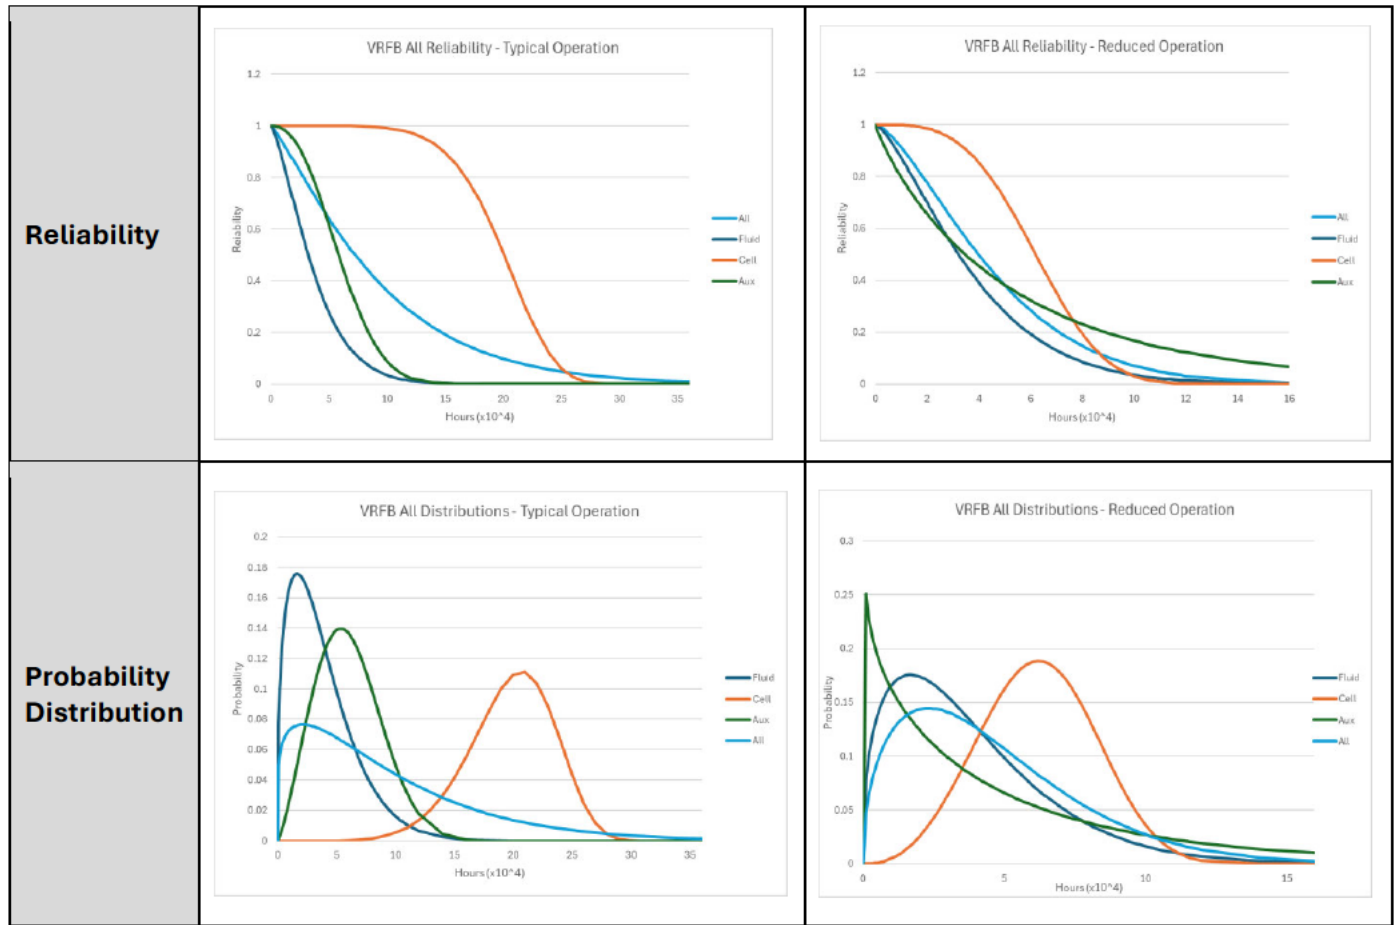 Reliability
VRFB All Reliability - Typical Operation
1.2
1
0.8
0.6
0.4
0.2
0
Reliability
0 5 10 15 20 25 30 35
Hours (x10^4)
All
Fluid
Cell
Aux
VRFB All Reliability - Reduced Operation
1.2
1
0.8
0.6
0.4
0.2
0
Reliability
0 2 4 6 8 10 12 14 16
Hours (x10^4)
All
Fluid
Cell
Aux
Probability
Distribution
VRFB All Distributions - Typical Operation
0.2
0.18
0.16
0.14
0.12
0.1
0.08
0.06
0.04
0.02
0
Probability
0 5 10 15 20 25 30 35
Hours (x10^4)
Fluid
Cell
Aux
All
VRFB All Distributions - Reduced Operation
0.3
0.25
0.2
0.15
0.1
0.05
0
Probability
0 5 10 15
Hours (x10^4)
Fluid
Cell
Aux
All